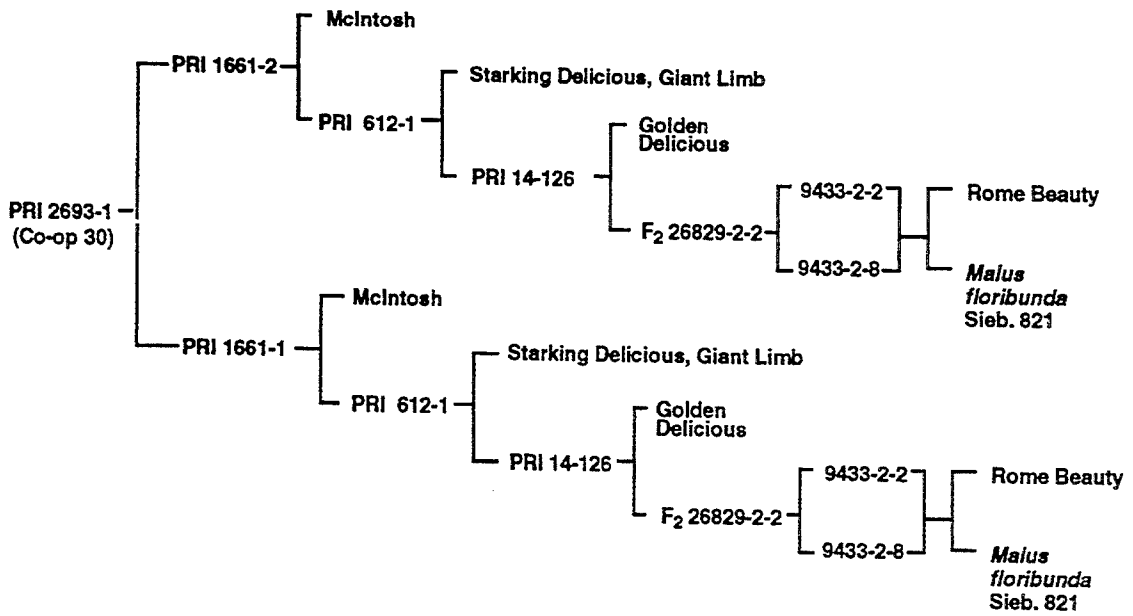 McIntosh
PRI 1661-2
Starking Delicious, Giant Limb
PRI 612-1
Golden
Delicious
PRI 14-126
9433-2-2
Rome Beauty
PRI 2693-1
(Co-op 30)
F₂ 26829-2-2
9433-2-8
Malus
floribunda
Sieb. 821
McIntosh
PRI 1661-1
Starking Delicious, Giant Limb
PRI 612-1
Golden
Delicious
PRI 14-126
9433-2-2
Rome Beauty
F₂ 26829-2-2
9433-2-8
Malus
floribunda
Sieb. 821